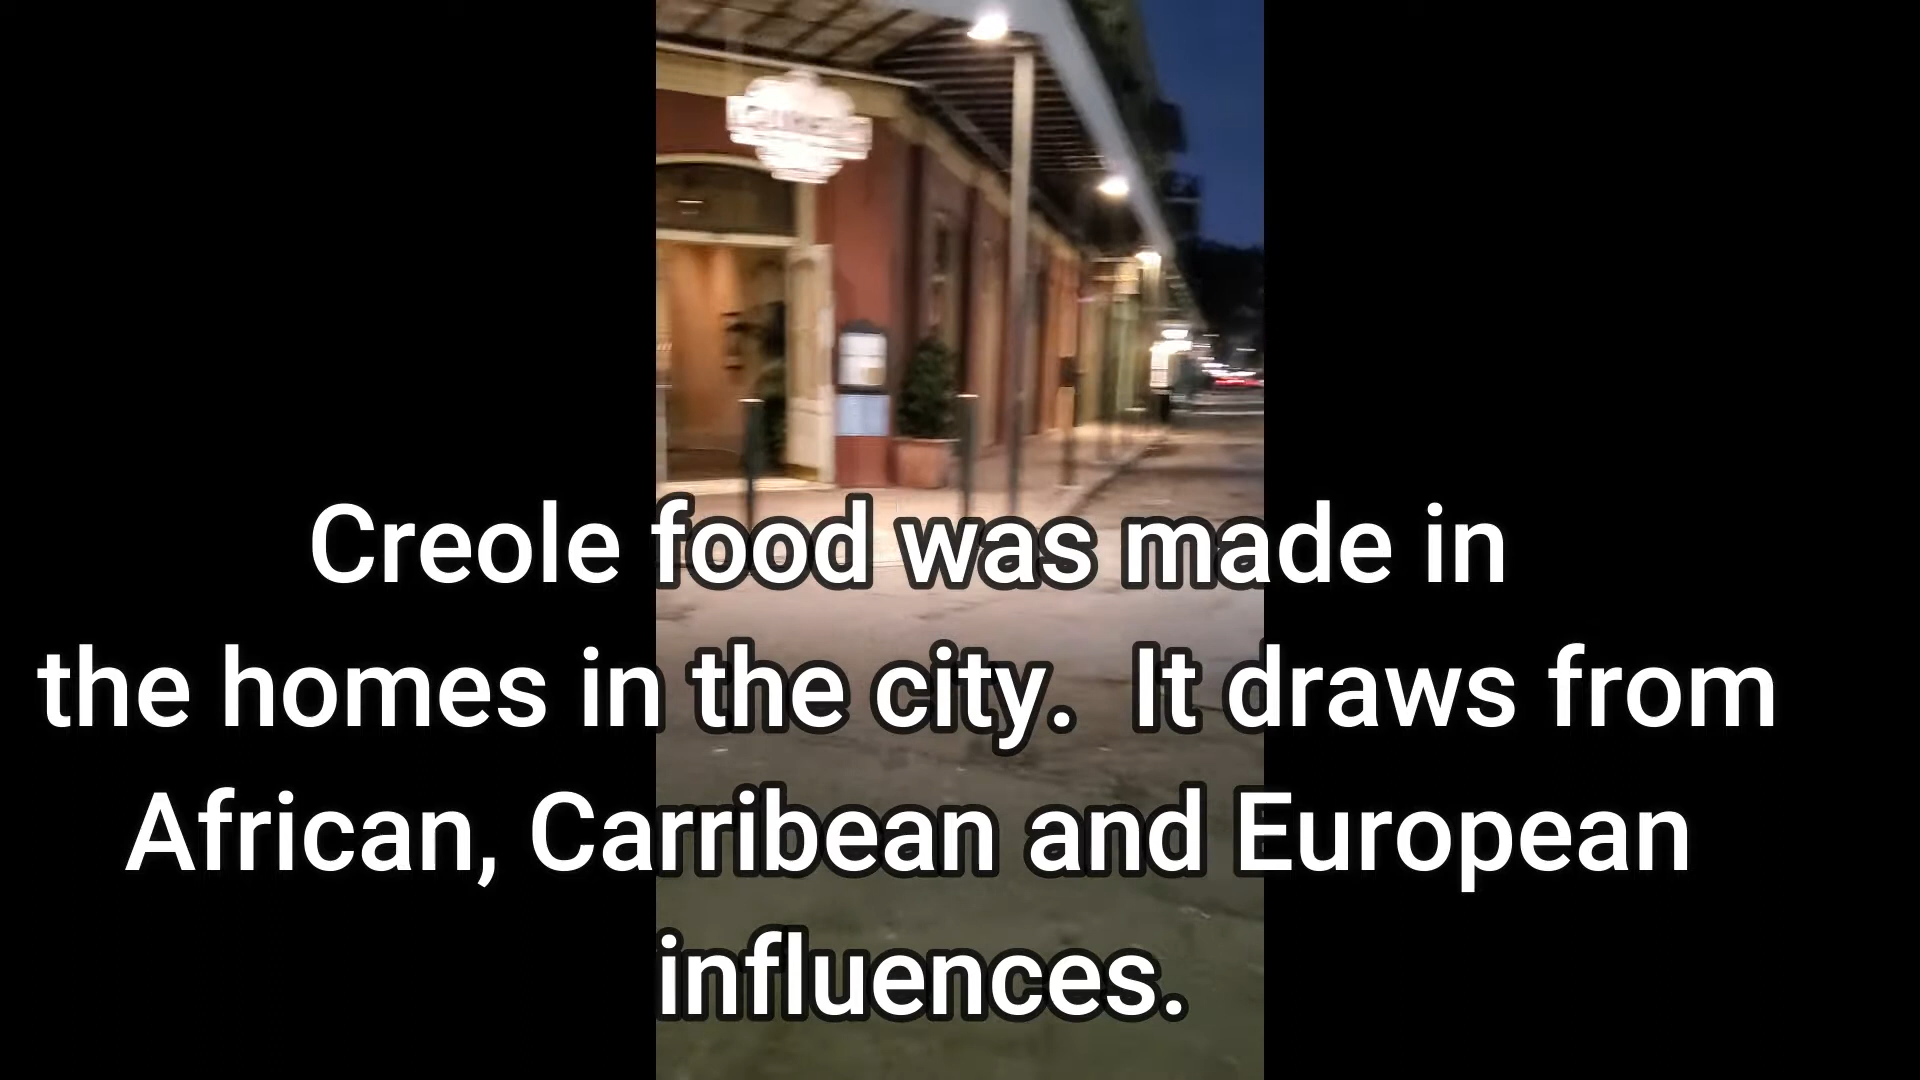 Creole food was made in
the homes in the city.  It draws from
African, Carribean and European
influences.